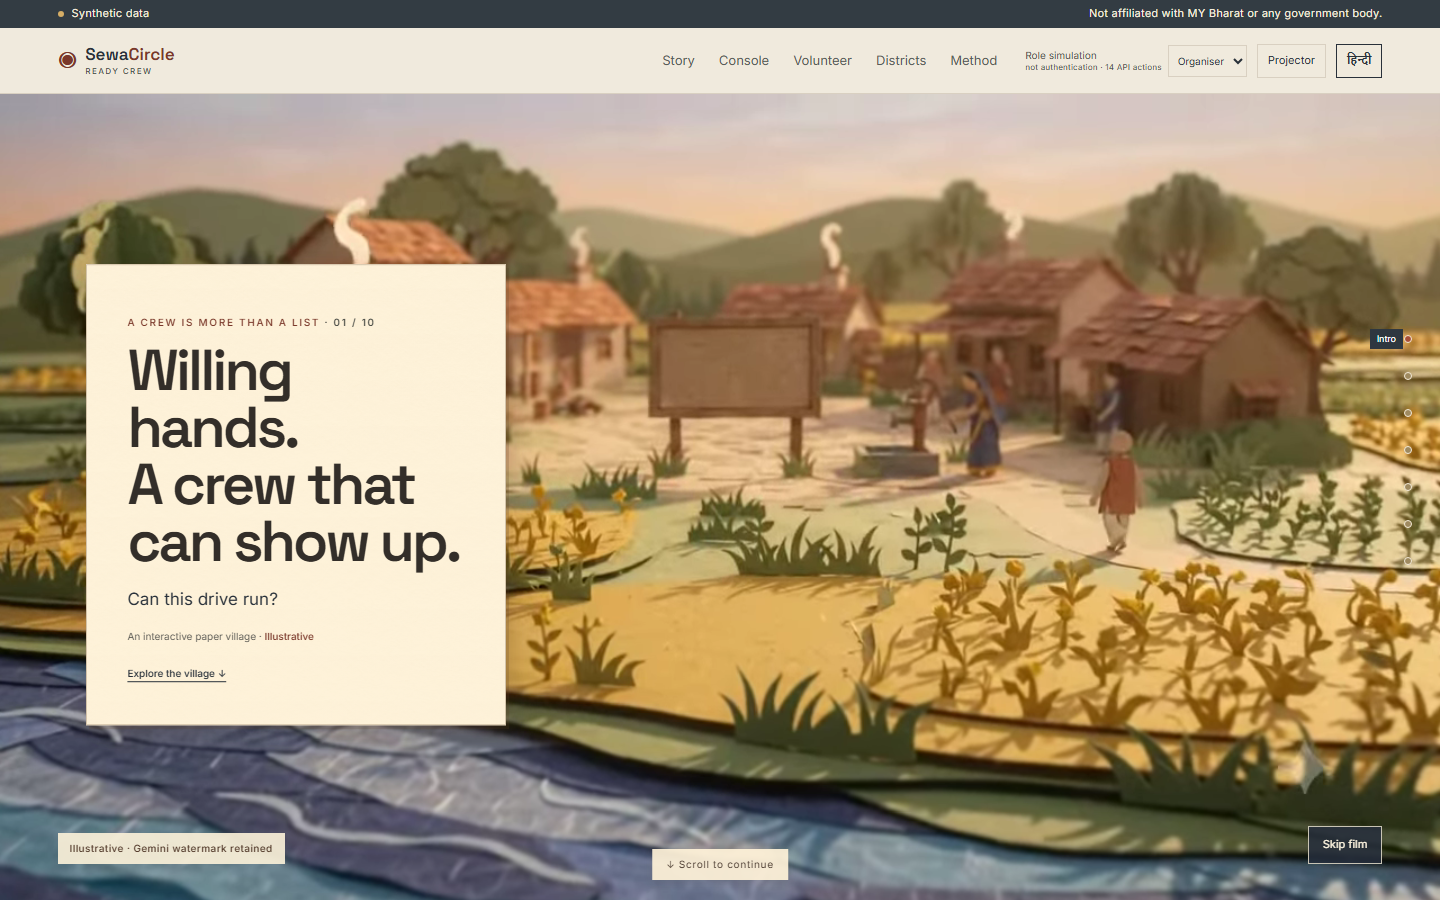 Synthetic data
Not affiliated with MY Bharat or any government body.
SewaCircle
READY CREW
Story
Console
Volunteer
Districts
Method
Role simulation
not authentication · 14 API actions
Organiser
Projector
हिन्दी
A CREW IS MORE THAN A LIST · 01 / 10
Willing
hands.
A crew that
can show up.
Can this drive run?
An interactive paper village · Illustrative
Explore the village ↓
Intro
Illustrative · Gemini watermark retained
↓ Scroll to continue
Skip film